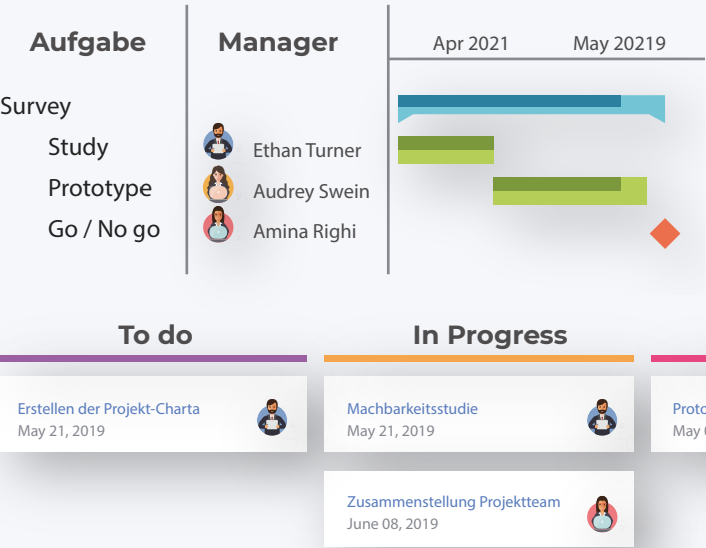 Aufgabe Manager Apr 2021 May 20219
Survey
Study Ethan Turner
Prototype Audrey Swein
Go / No go Amina Righi
To do In Progress
Erstellen der Projekt-Charta Machbarkeitsstudie
May 21, 2019 May 21, 2019
Zusammenstellung Projektteam
June 08, 2019